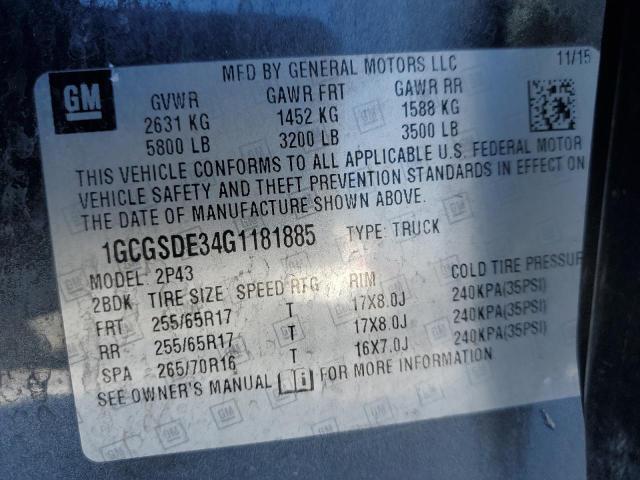 GM
MFD BY GENERAL MOTORS LLC
11/15
GVWR GAWR FRT GAWR RR
2631 KG 1452 KG 1588 KG
5800 LB 3200 LB 3500 LB
THIS VEHICLE CONFORMS TO ALL APPLICABLE U.S. FEDERAL MOTOR
VEHICLE SAFETY AND THEFT PREVENTION STANDARDS IN EFFECT ON
THE DATE OF MANUFACTURE SHOWN ABOVE.
1GCGSDE34G1181885 TYPE: TRUCK
MODEL: 2P43
2BDK TIRE SIZE SPEED RTG RIM COLD TIRE PRESSUR
FRT 255/65R17 T 17X8.0J 240KPA(35PSI)
RR 255/65R17 T 17X8.0J 240KPA(35PSI)
SPA 265/70R16 T 16X7.0J 240KPA(35PSI)
SEE OWNER'S MANUAL i FOR MORE INFORMATION